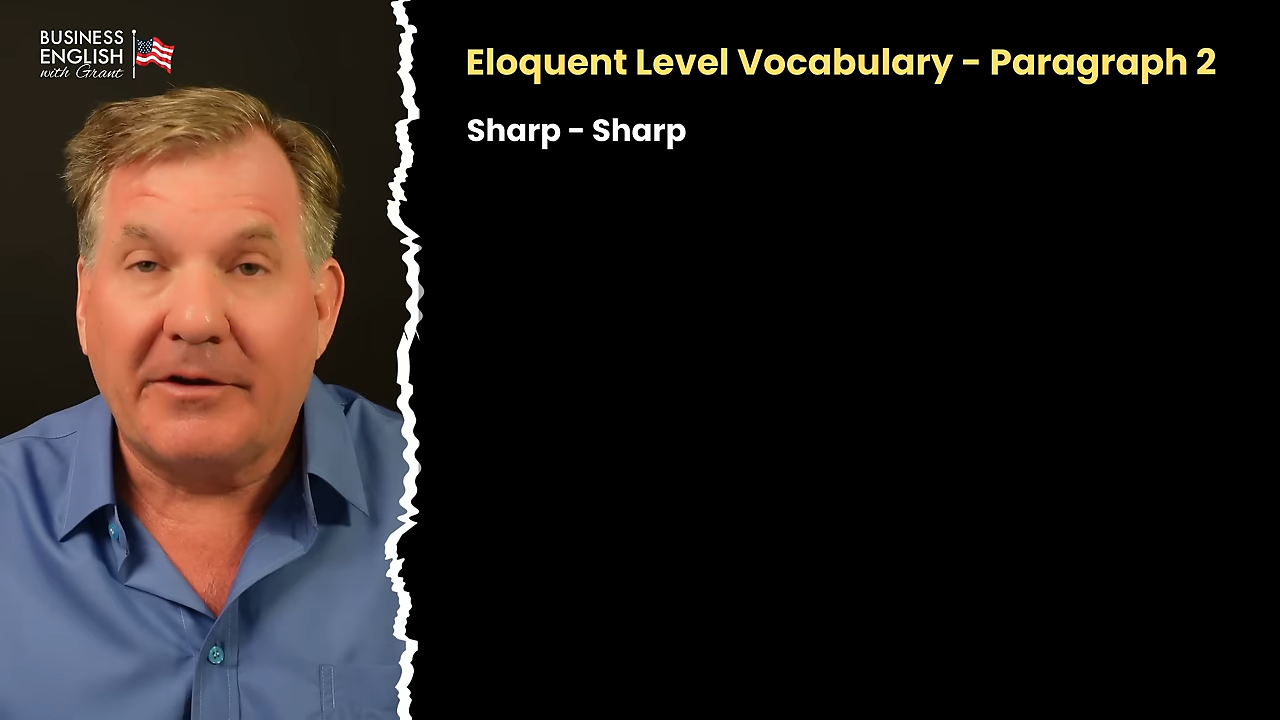 BUSINESS
ENGLISH
with Grant
Eloquent Level Vocabulary - Paragraph 2
Sharp - Sharp